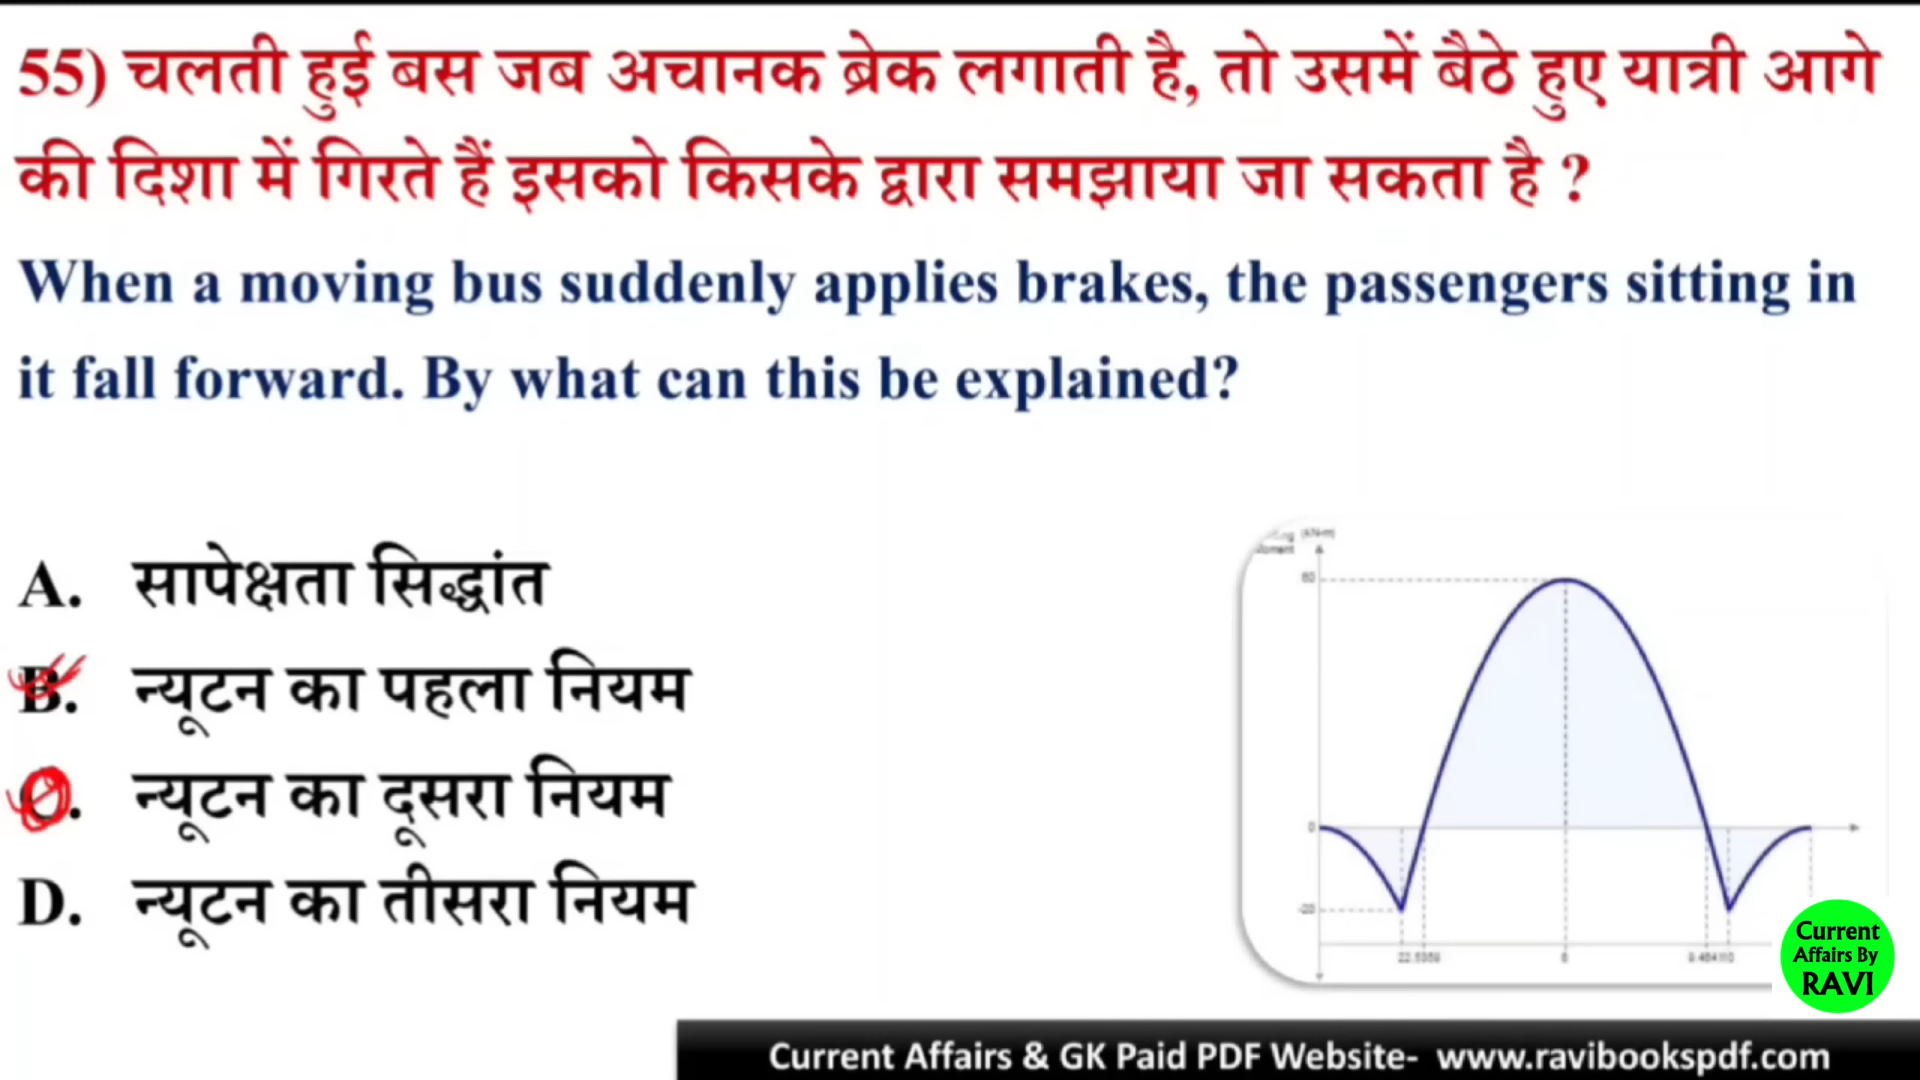 55) चलती हुई बस जब अचानक ब्रेक लगाती है, तो उसमें बैठे हुए यात्री आगे
की दिशा में गिरते हैं इसको किसके द्वारा समझाया जा सकता है ?
When a moving bus suddenly applies brakes, the passengers sitting in
it fall forward. By what can this be explained?
A. सापेक्षता सिद्धांत
B. न्यूटन का पहला नियम
C. न्यूटन का दूसरा नियम
D. न्यूटन का तीसरा नियम
0
Current
Affairs By
RAVI
Current Affairs & GK Paid PDF Website- www.ravibookspdf.com